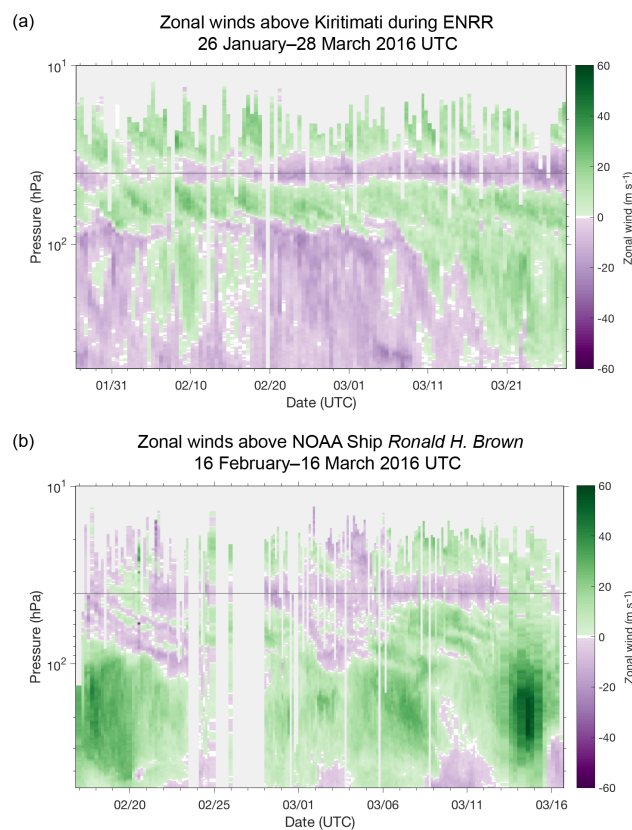 (a)
Zonal winds above Kiritimati during ENRR
26 January–28 March 2016 UTC
10¹
10²
Pressure (hPa)
01/31 02/10 02/20 03/01 03/11 03/21
Date (UTC)
60
40
20
0
-20
-40
-60
Zonal wind (m s⁻¹)
(b)
Zonal winds above NOAA Ship Ronald H. Brown
16 February–16 March 2016 UTC
10¹
10²
Pressure (hPa)
02/20 02/25 03/01 03/06 03/11 03/16
Date (UTC)
60
40
20
0
-20
-40
-60
Zonal wind (m s⁻¹)